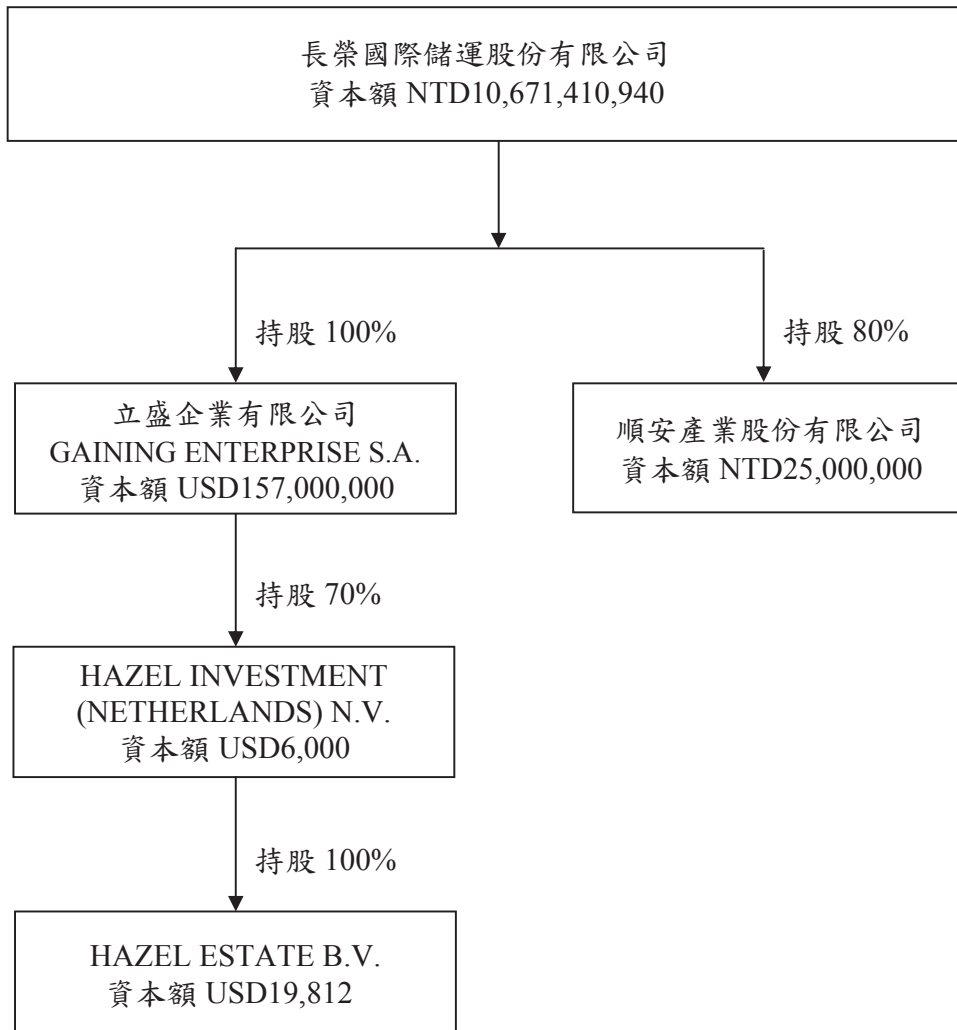 長榮國際儲運股份有限公司
資本額 NTD10,671,410,940
持股 100%
持股 80%
立盛企業有限公司
GAINING ENTERPRISE S.A.
資本額 USD157,000,000
順安產業股份有限公司
資本額 NTD25,000,000
持股 70%
HAZEL INVESTMENT
(NETHERLANDS) N.V.
資本額 USD6,000
持股 100%
HAZEL ESTATE B.V.
資本額 USD19,812